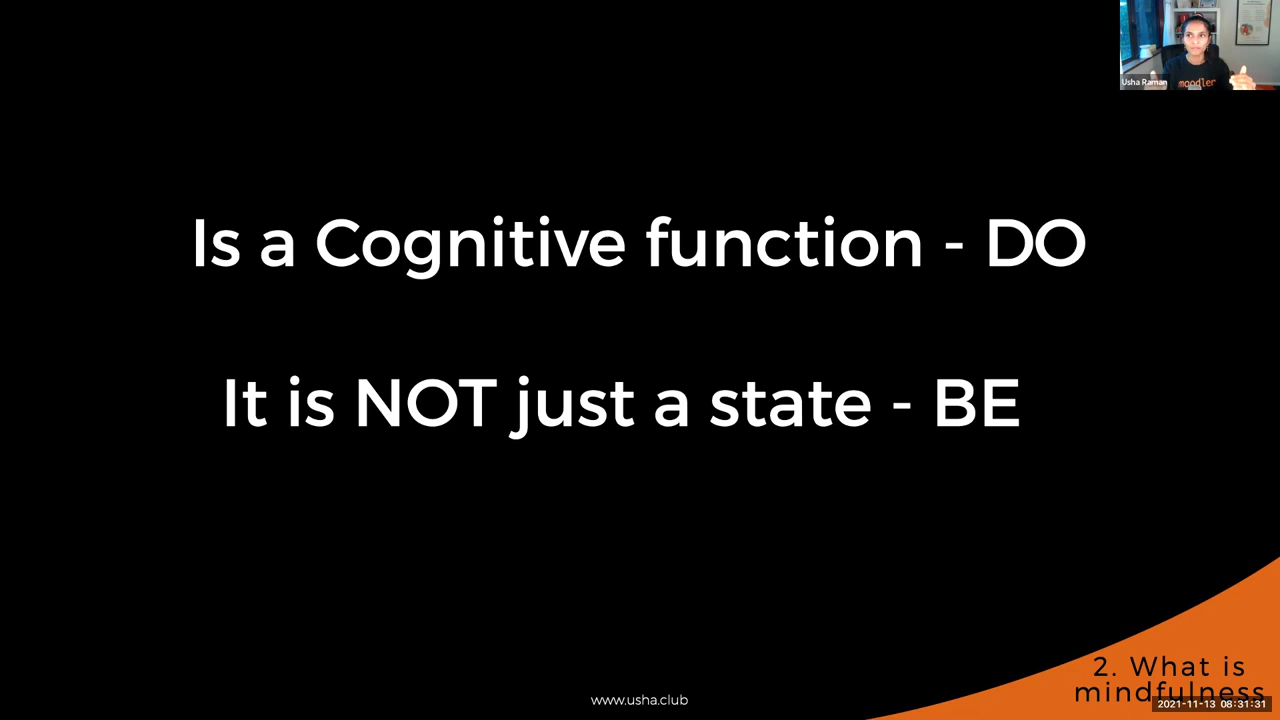 Usha Raman
moodler
Is a Cognitive function - DO
It is NOT just a state - BE
2. What is
mindfulness
www.usha.club
2021-11-13 08:31:31